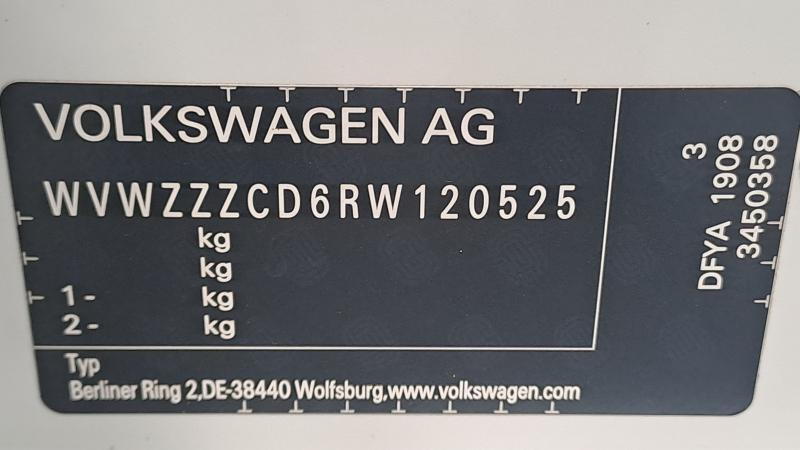 VOLKSWAGEN AG
WVWZZZCD6RW120525
kg
kg
1- kg
2- kg
Typ
Berliner Ring 2,DE-38440 Wolfsburg,www.volkswagen.com
3
DFYA 1908
3450358